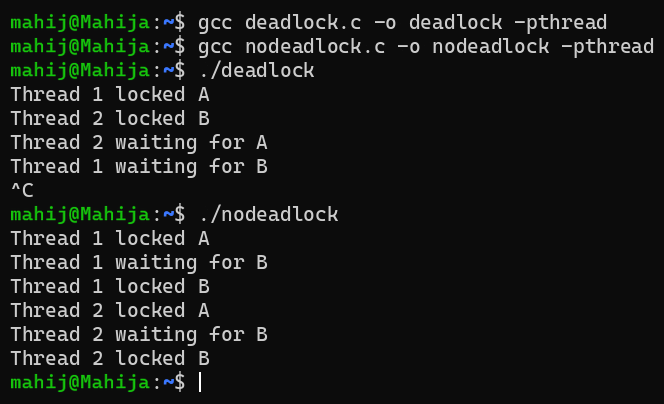 mahij@Mahija:~$ gcc deadlock.c -o deadlock -pthread
mahij@Mahija:~$ gcc nodeadlock.c -o nodeadlock -pthread
mahij@Mahija:~$ ./deadlock
Thread 1 locked A
Thread 2 locked B
Thread 2 waiting for A
Thread 1 waiting for B
^C
mahij@Mahija:~$ ./nodeadlock
Thread 1 locked A
Thread 1 waiting for B
Thread 1 locked B
Thread 2 locked A
Thread 2 waiting for B
Thread 2 locked B
mahij@Mahija:~$